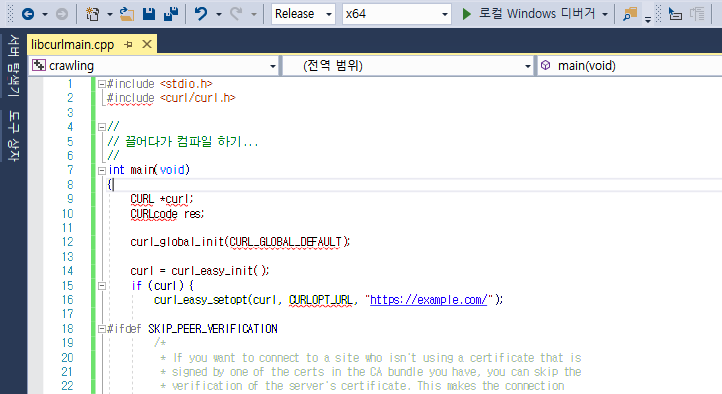 Release x64 로컬 Windows 디버거
libcurlmain.cpp
crawling (전역 범위) main(void)
서버 탐색기
도구 상자
1 #include <stdio.h>
2 #include <curl/curl.h>
3
4 //
5 // 끌어다가 컴파일 하기...
6 //
7 int main(void)
8 {
9 CURL *curl;
10 CURLcode res;
11
12 curl_global_init(CURL_GLOBAL_DEFAULT);
13
14 curl = curl_easy_init();
15 if (curl) {
16 curl_easy_setopt(curl, CURLOPT_URL, "https://example.com/");
17
18 #ifdef SKIP_PEER_VERIFICATION
19 /*
20 * If you want to connect to a site who isn't using a certificate that is
21 * signed by one of the certs in the CA bundle you have, you can skip the
22 * verification of the server's certificate. This makes the connection